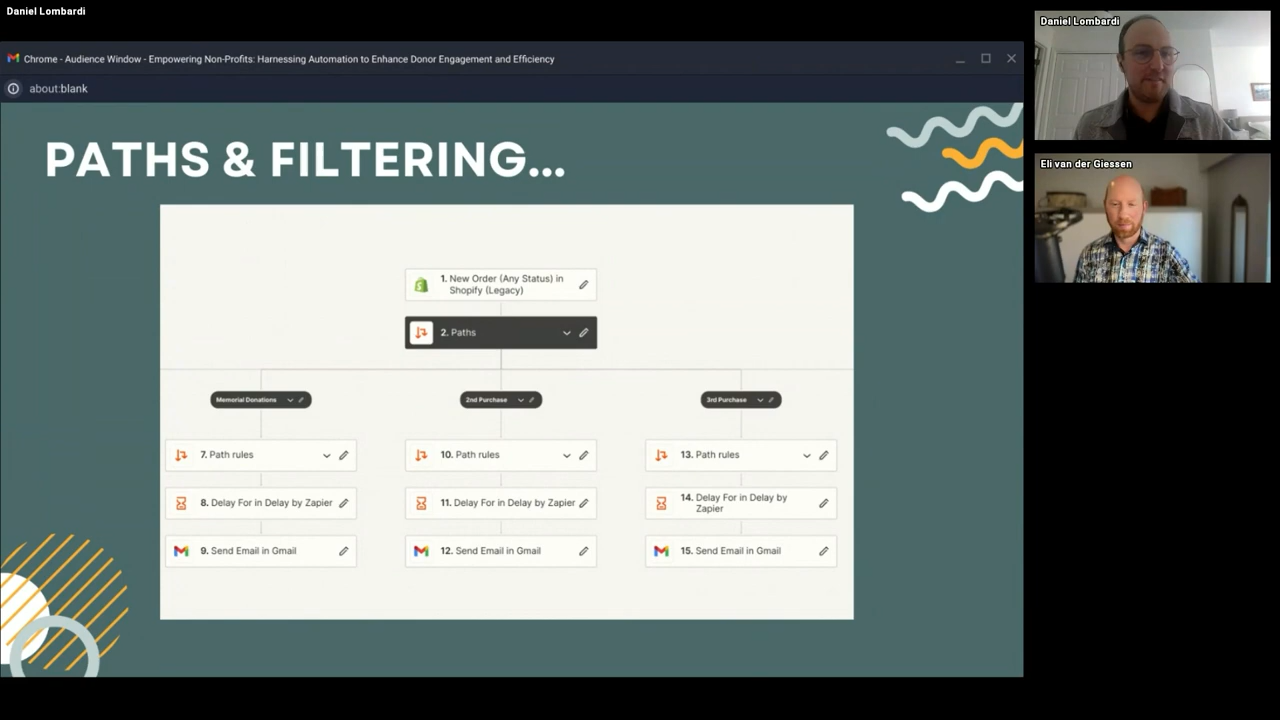 Daniel Lombardi
Chrome - Audience Window - Empowering Non-Profits: Harnessing Automation to Enhance Donor Engagement and Efficiency
about:blank
PATHS & FILTERING...
1. New Order (Any Status) in
Shopify (Legacy)
2. Paths
Memorial Donations
2nd Purchase
3rd Purchase
7. Path rules
10. Path rules
13. Path rules
8. Delay For in Delay by Zapier
11. Delay For in Delay by Zapier
14. Delay For in Delay by
Zapier
9. Send Email in Gmail
12. Send Email in Gmail
15. Send Email in Gmail
Daniel Lombardi
Eli van der Giessen